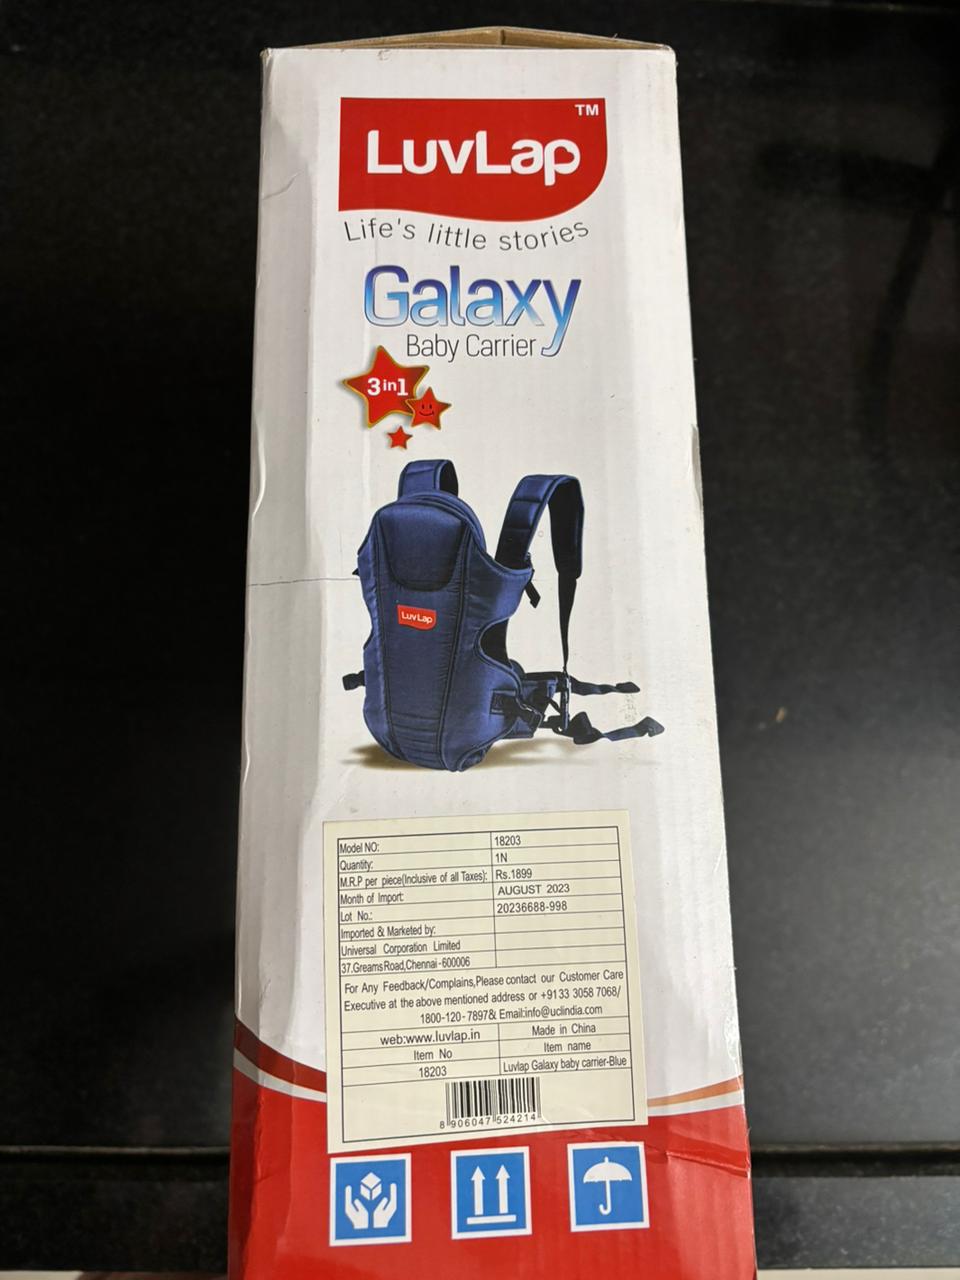 LuvLap TM
Life's little stories
Galaxy
Baby Carrier
3in1
LuvLap
Model NO: 18203
Quantity: 1N
M.R.P per piece(Inclusive of all Taxes): Rs.1899
Month of Import: AUGUST 2023
Lot No.: 20236688-998
Imported & Marketed by:
Universal Corporation Limited
37,Greams Road,Chennai-600006
For Any Feedback/Complains,Please contact our Customer Care
Executive at the above mentioned address or +9133 3058 7068/
1800-120-7897& Email:info@uclindia.com
web:www.luvlap.in Made in China
Item No Item name
18203 Luvlap Galaxy baby carrier-Blue
8 906047 524214